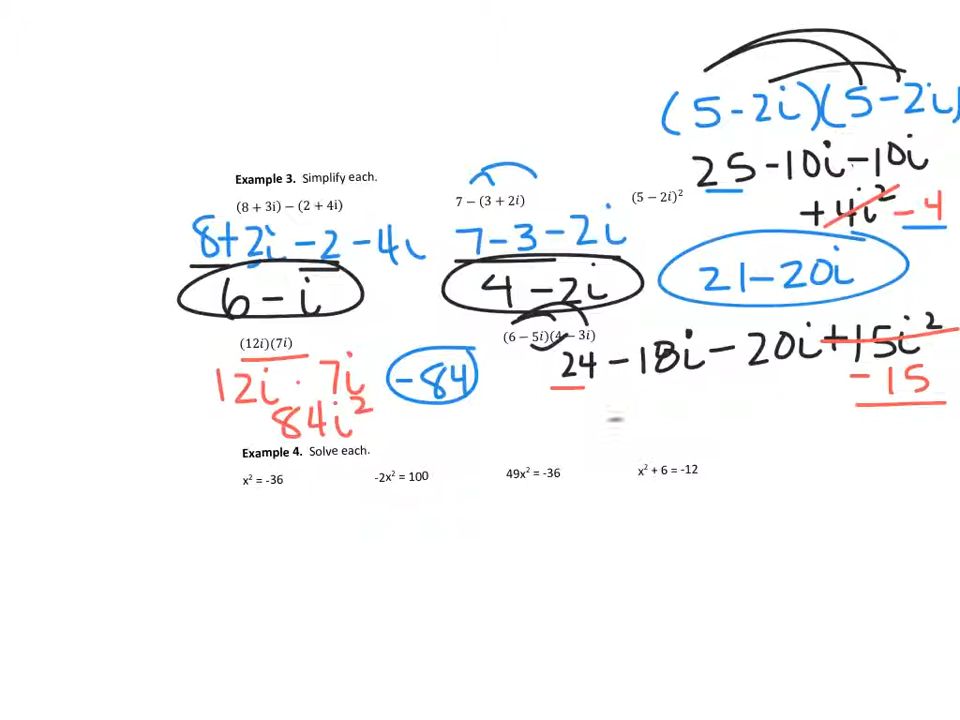 (5-2i)(5-2i)
25-10i-10i
+4i² -4
Example 3. Simplify each.
(8 + 3i) − (2 + 4i)
7 − (3 + 2i)
(5 − 2i)²
8+2i-2-4i
7-3-2i
21-20i
6-i
4-2i
(12i)(7i)
(6 − 5i)(4 − 3i)
12i · 7i
-84
24-18i-20i+15i²
84i²
-15
-
Example 4. Solve each.
x² = -36
-2x² = 100
49x² = -36
x² + 6 = -12